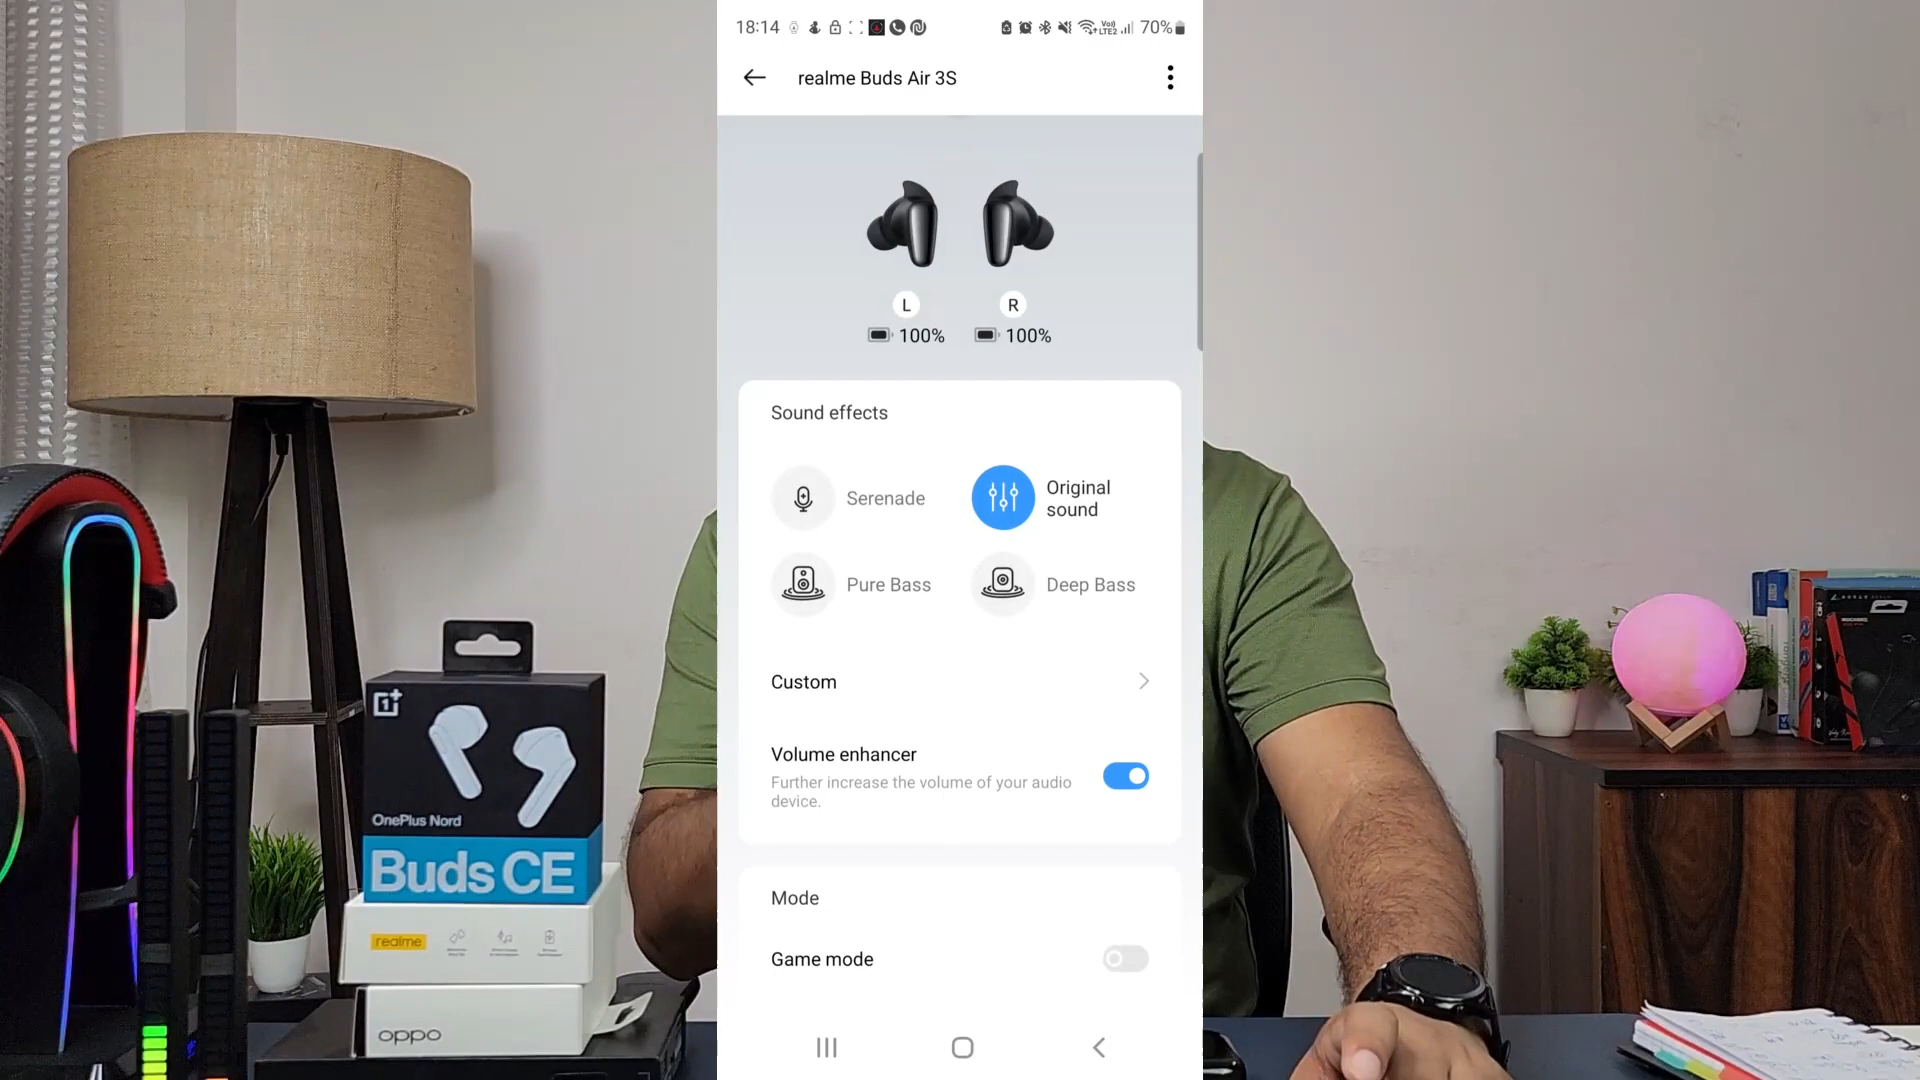 18:14
Vo))
LTE2
70%
realme Buds Air 3S
L
R
100%
100%
Sound effects
Serenade
Original
sound
Pure Bass
Deep Bass
Custom
Volume enhancer
Further increase the volume of your audio
device.
Mode
Game mode
OnePlus Nord
Buds CE
realme
oppo